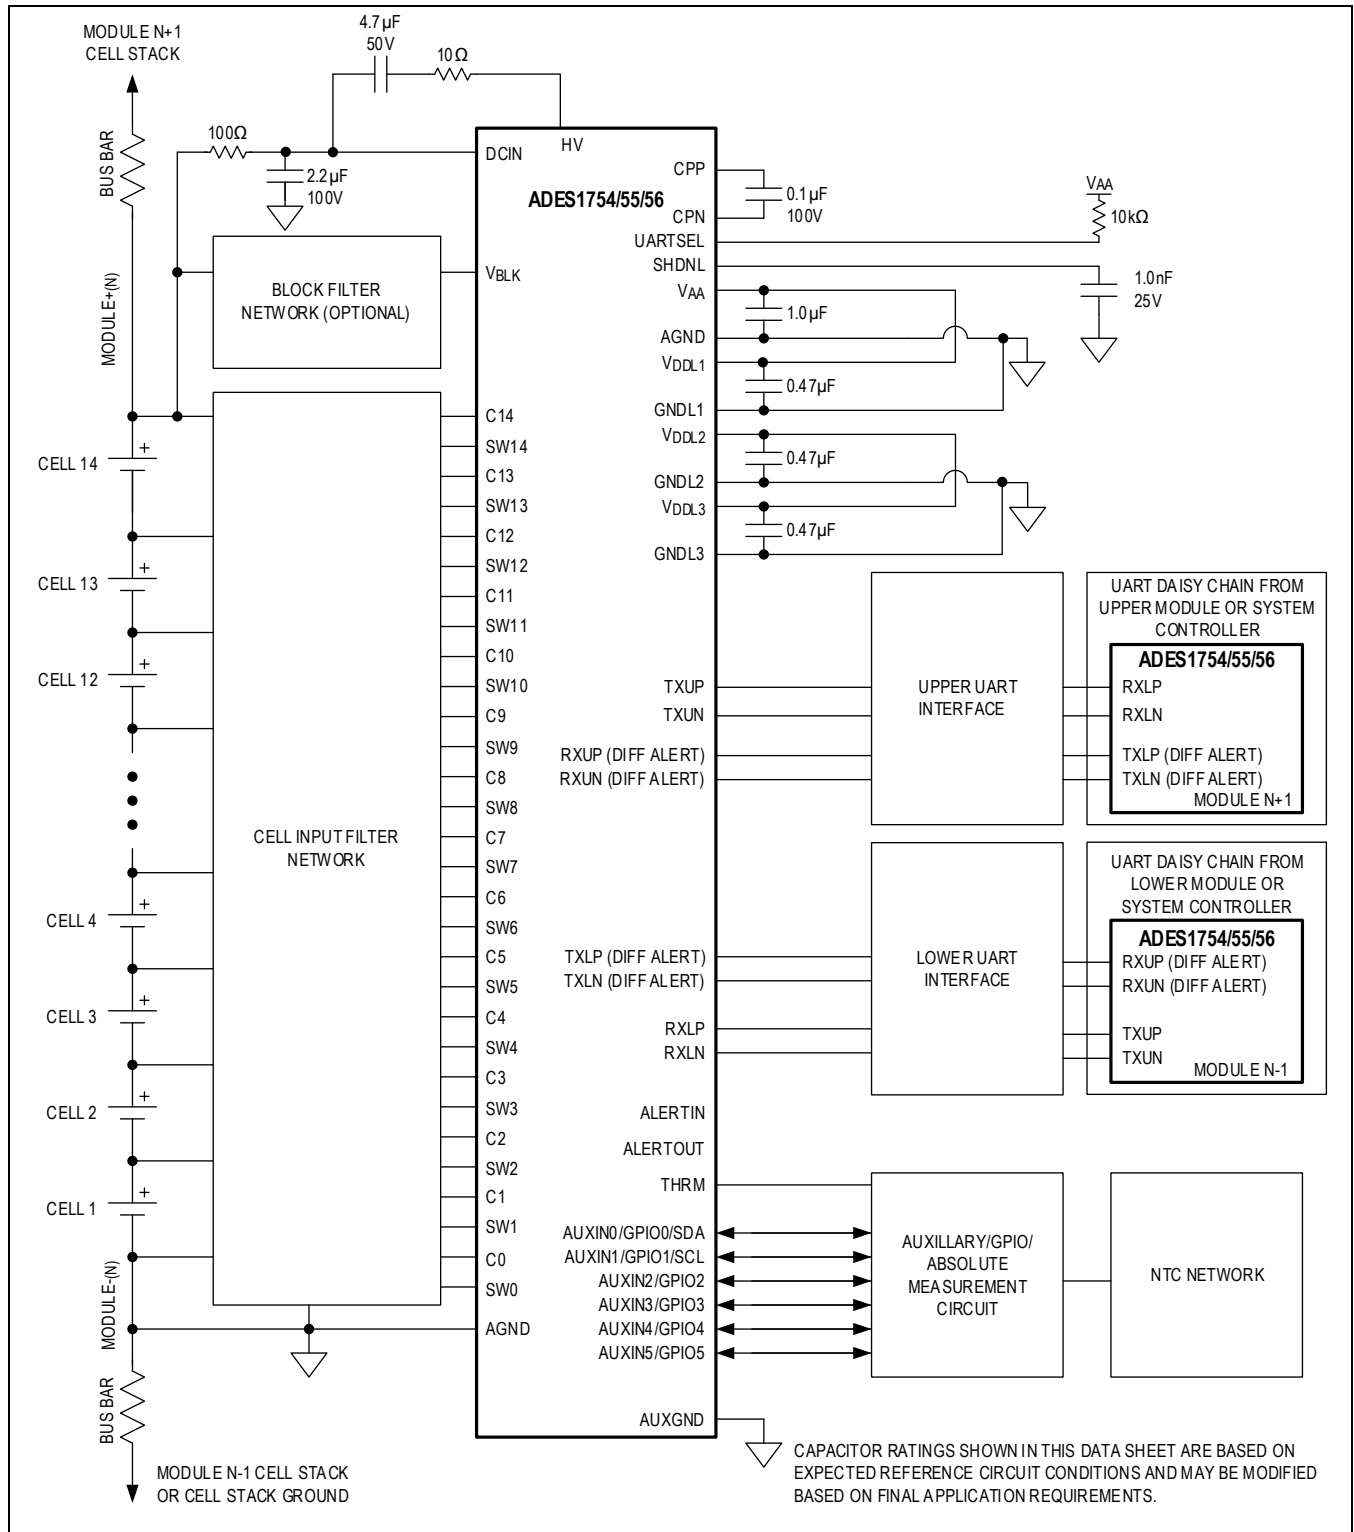 MODULE N+1
CELL STACK
4.7µF
50V
10Ω
BUS BAR
100Ω
2.2µF
100V
DCIN
HV
ADES1754/55/56
CPP
CPN
0.1µF
100V
VAA
10kΩ
UARTSEL
SHDNL
1.0nF
25V
MODULE+(N)
BLOCK FILTER
NETWORK (OPTIONAL)
VBLK
VAA
1.0µF
AGND
VDDL1
0.47µF
GNDL1
VDDL2
0.47µF
GNDL2
VDDL3
0.47µF
GNDL3
CELL 14
CELL 13
CELL 12
CELL 4
CELL 3
CELL 2
CELL 1
+
+
+
+
+
+
+
CELL INPUT FILTER
NETWORK
C14
SW14
C13
SW13
C12
SW12
C11
SW11
C10
SW10
C9
SW9
C8
SW8
C7
SW7
C6
SW6
C5
SW5
C4
SW4
C3
SW3
C2
SW2
C1
SW1
C0
SW0
AGND
TXUP
TXUN
RXUP (DIFF ALERT)
RXUN (DIFF ALERT)
UPPER UART
INTERFACE
UART DAISY CHAIN FROM
UPPER MODULE OR SYSTEM
CONTROLLER
ADES1754/55/56
RXLP
RXLN
TXLP (DIFF ALERT)
TXLN (DIFF ALERT)
MODULE N+1
TXLP (DIFF ALERT)
TXLN (DIFF ALERT)
RXLP
RXLN
LOWER UART
INTERFACE
UART DAISY CHAIN FROM
LOWER MODULE OR
SYSTEM CONTROLLER
ADES1754/55/56
RXUP (DIFF ALERT)
RXUN (DIFF ALERT)
TXUP
TXUN
MODULE N-1
ALERTIN
ALERTOUT
THRM
AUXIN0/GPIO0/SDA
AUXIN1/GPIO1/SCL
AUXIN2/GPIO2
AUXIN3/GPIO3
AUXIN4/GPIO4
AUXIN5/GPIO5
AUXILLARY/GPIO/
ABSOLUTE
MEASUREMENT
CIRCUIT
NTC NETWORK
AUXGND
MODULE-(N)
BUS BAR
MODULE N-1 CELL STACK
OR CELL STACK GROUND
CAPACITOR RATINGS SHOWN IN THIS DATA SHEET ARE BASED ON
EXPECTED REFERENCE CIRCUIT CONDITIONS AND MAY BE MODIFIED
BASED ON FINAL APPLICATION REQUIREMENTS.